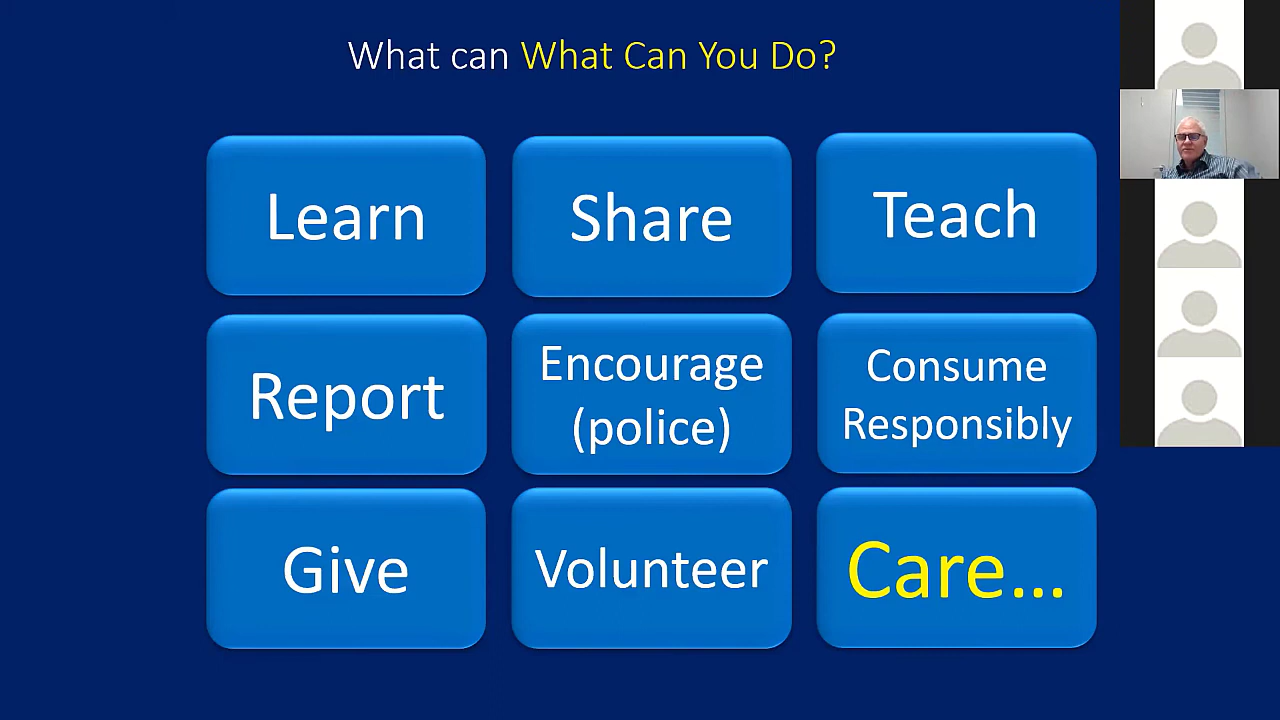 What can What Can You Do?
Learn
Share
Teach
Report
Encourage
(police)
Consume
Responsibly
Give
Volunteer
Care...